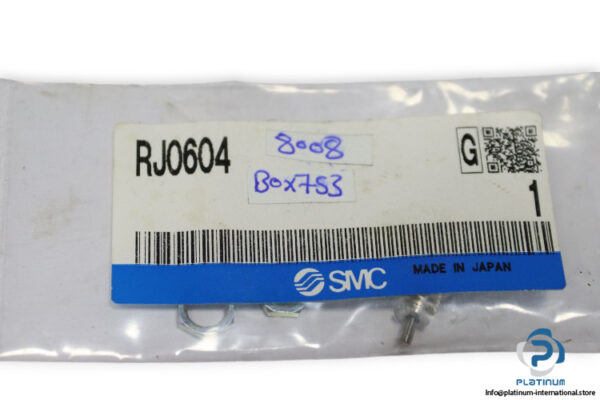 RJ0604
8008
Box753
G
1
SMC
MADE IN JAPAN
PLATINUM
Info@platinum-international.store